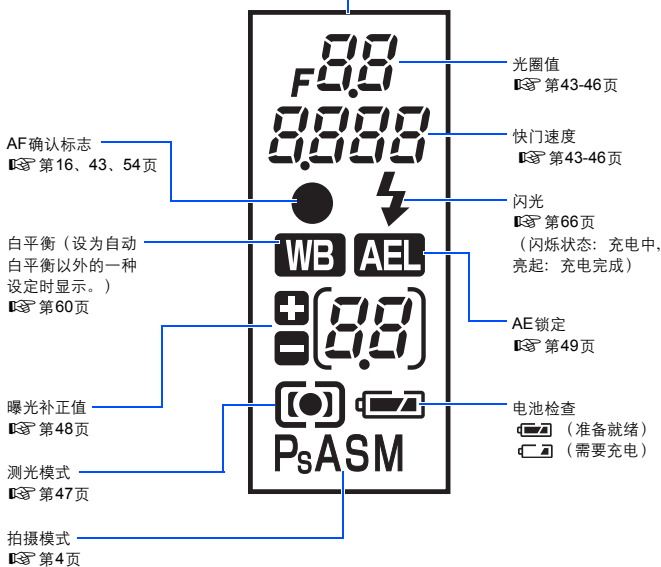 F8.8
光圈值
☞ 第43-46页
8.888
快门速度
☞ 第43-46页
AF确认标志
☞ 第16、43、54页
闪光
☞ 第66页
（闪烁状态：充电中，
亮起：充电完成）
WB AEL
白平衡（设为自动
白平衡以外的一种
设定时显示。）
☞ 第60页
AE锁定
☞ 第49页
8.8
曝光补正值
☞ 第48页
电池检查
（准备就绪）
（需要充电）
PsASM
测光模式
☞ 第47页
拍摄模式
☞ 第4页